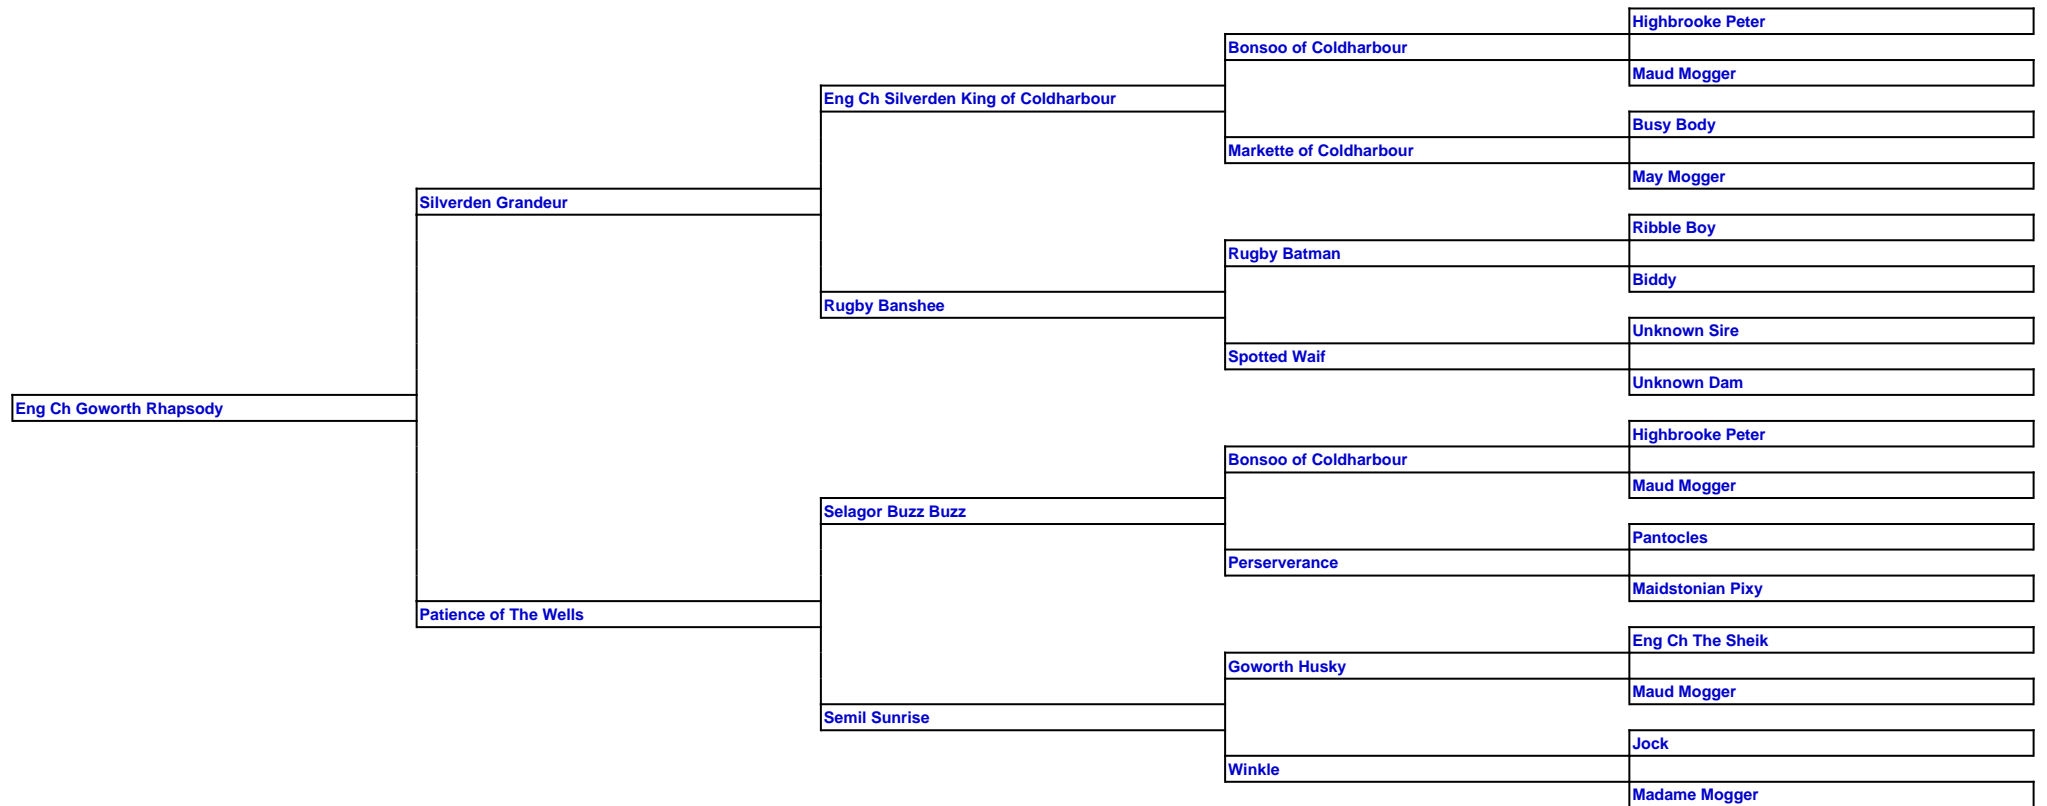 Highbrooke Peter
Bonsoo of Coldharbour
Maud Mogger
Eng Ch Silverden King of Coldharbour
Busy Body
Markette of Coldharbour
May Mogger
Silverden Grandeur
Ribble Boy
Rugby Batman
Biddy
Rugby Banshee
Unknown Sire
Spotted Waif
Unknown Dam
Eng Ch Goworth Rhapsody
Highbrooke Peter
Bonsoo of Coldharbour
Maud Mogger
Selagor Buzz Buzz
Pantocles
Perserverance
Maidstonian Pixy
Patience of The Wells
Eng Ch The Sheik
Goworth Husky
Maud Mogger
Semil Sunrise
Jock
Winkle
Madame Mogger